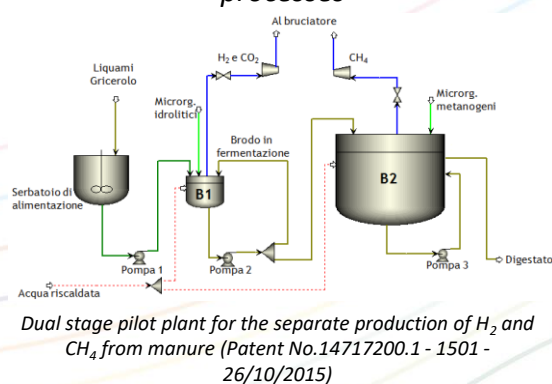 processes
Al bruciatore
H2 e CO2
CH4
Liquami
Gricerolo
Microrg.
idrolitici
Microrg.
metanogeni
Brodo in
fermentazione
Serbatoio di
alimentazione
B1
B2
Pompa 1
Pompa 2
Pompa 3
Digestato
Acqua riscaldata
Dual stage pilot plant for the separate production of H2 and
CH4 from manure (Patent No.14717200.1 - 1501 -
26/10/2015)